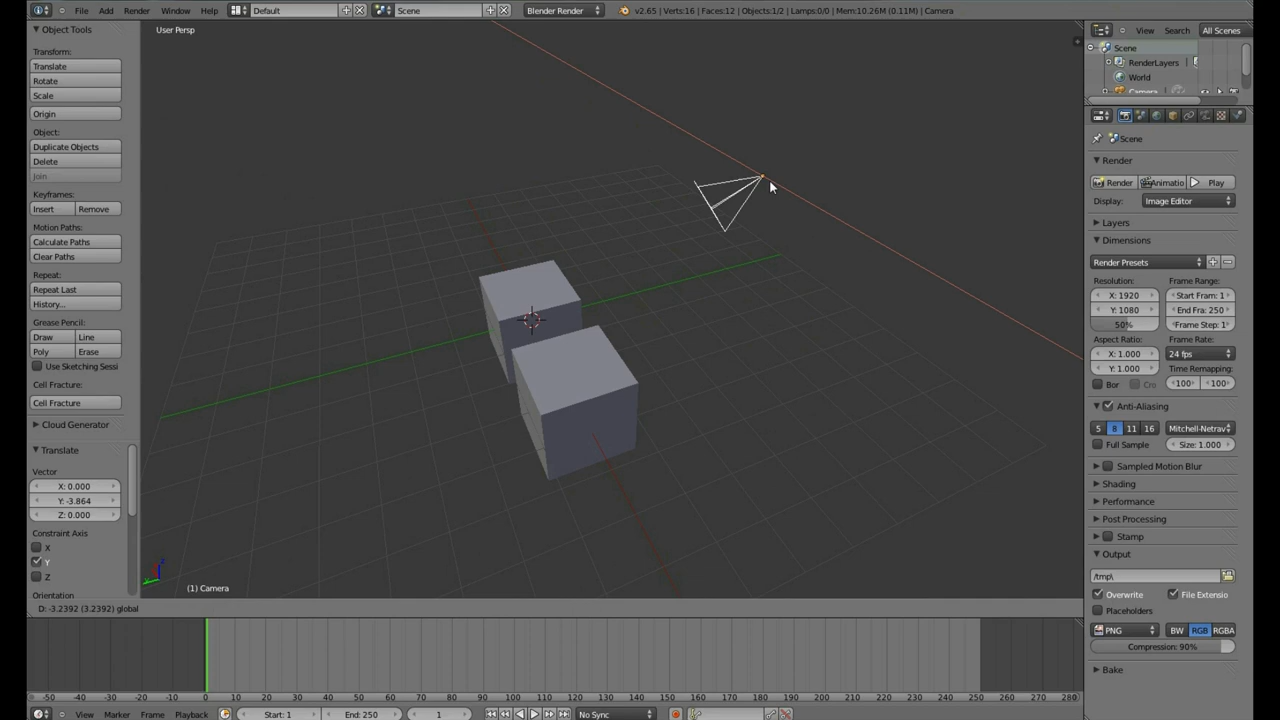 File Add Render Window Help Default Scene Blender Render v2.65 | Verts:16 | Faces:12 | Objects:1/2 | Lamps:0/0 | Mem:10.26M (0.11M) | Camera
Object Tools
Transform:
Translate
Rotate
Scale
Origin
Object:
Duplicate Objects
Delete
Join
Keyframes:
Insert Remove
Motion Paths:
Calculate Paths
Clear Paths
Repeat:
Repeat Last
History...
Grease Pencil:
Draw Line
Poly Erase
Use Sketching Sessi
Cell Fracture:
Cell Fracture
Cloud Generator
Translate
Vector
X: 0.000
Y: -3.864
Z: 0.000
Constraint Axis
X
Y
Z
Orientation
User Persp
(1) Camera
D: -3.2392 (3.2392) global
View Search All Scenes
Scene
RenderLayers
World
Camera
Scene
Render
Render Animatio Play
Display: Image Editor
Layers
Dimensions
Render Presets
Resolution: Frame Range:
X: 1920 Start Fram: 1
Y: 1080 End Fra: 250
50% Frame Step: 1
Aspect Ratio: Frame Rate:
X: 1.000 24 fps
Y: 1.000 Time Remapping:
Bor Cro 100 100
Anti-Aliasing
5 8 11 16 Mitchell-Netrav
Full Sample Size: 1.000
Sampled Motion Blur
Shading
Performance
Post Processing
Stamp
Output
/tmp\
Overwrite File Extensio
Placeholders
PNG BW RGB RGBA
Compression: 90%
Bake
-50 -40 -30 -20 -10 0 10 20 30 40 50 60 70 80 90 100 110 120 130 140 150 160 170 180 190 200 210 220 230 240 250 260 270 280
View Marker Frame Playback Start: 1 End: 250 1 No Sync